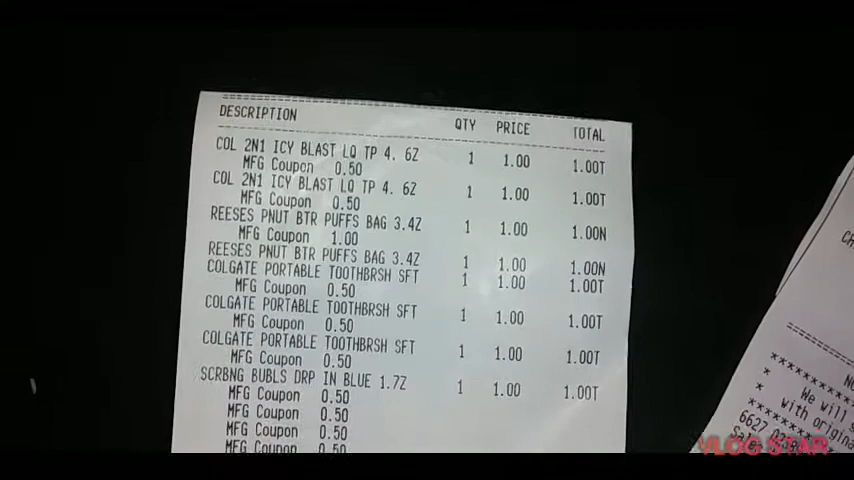 DESCRIPTION QTY PRICE TOTAL
COL 2N1 ICY BLAST LQ TP 4. 6Z 1 1.00 1.00T
MFG Coupon 0.50
COL 2N1 ICY BLAST LQ TP 4. 6Z 1 1.00 1.00T
MFG Coupon 0.50
REESES PNUT BTR PUFFS BAG 3.4Z 1 1.00 1.00N
MFG Coupon 1.00
REESES PNUT BTR PUFFS BAG 3.4Z 1 1.00 1.00N
COLGATE PORTABLE TOOTHBRSH SFT 1 1.00 1.00T
MFG Coupon 0.50
COLGATE PORTABLE TOOTHBRSH SFT 1 1.00 1.00T
MFG Coupon 0.50
COLGATE PORTABLE TOOTHBRSH SFT 1 1.00 1.00T
MFG Coupon 0.50
SCRBNG BUBLS DRP IN BLUE 1.7Z 1 1.00 1.00T
MFG Coupon 0.50
MFG Coupon 0.50
MFG Coupon 0.50
MFG Coupon 0.50
We will
with origina
6627
VLOG STAR